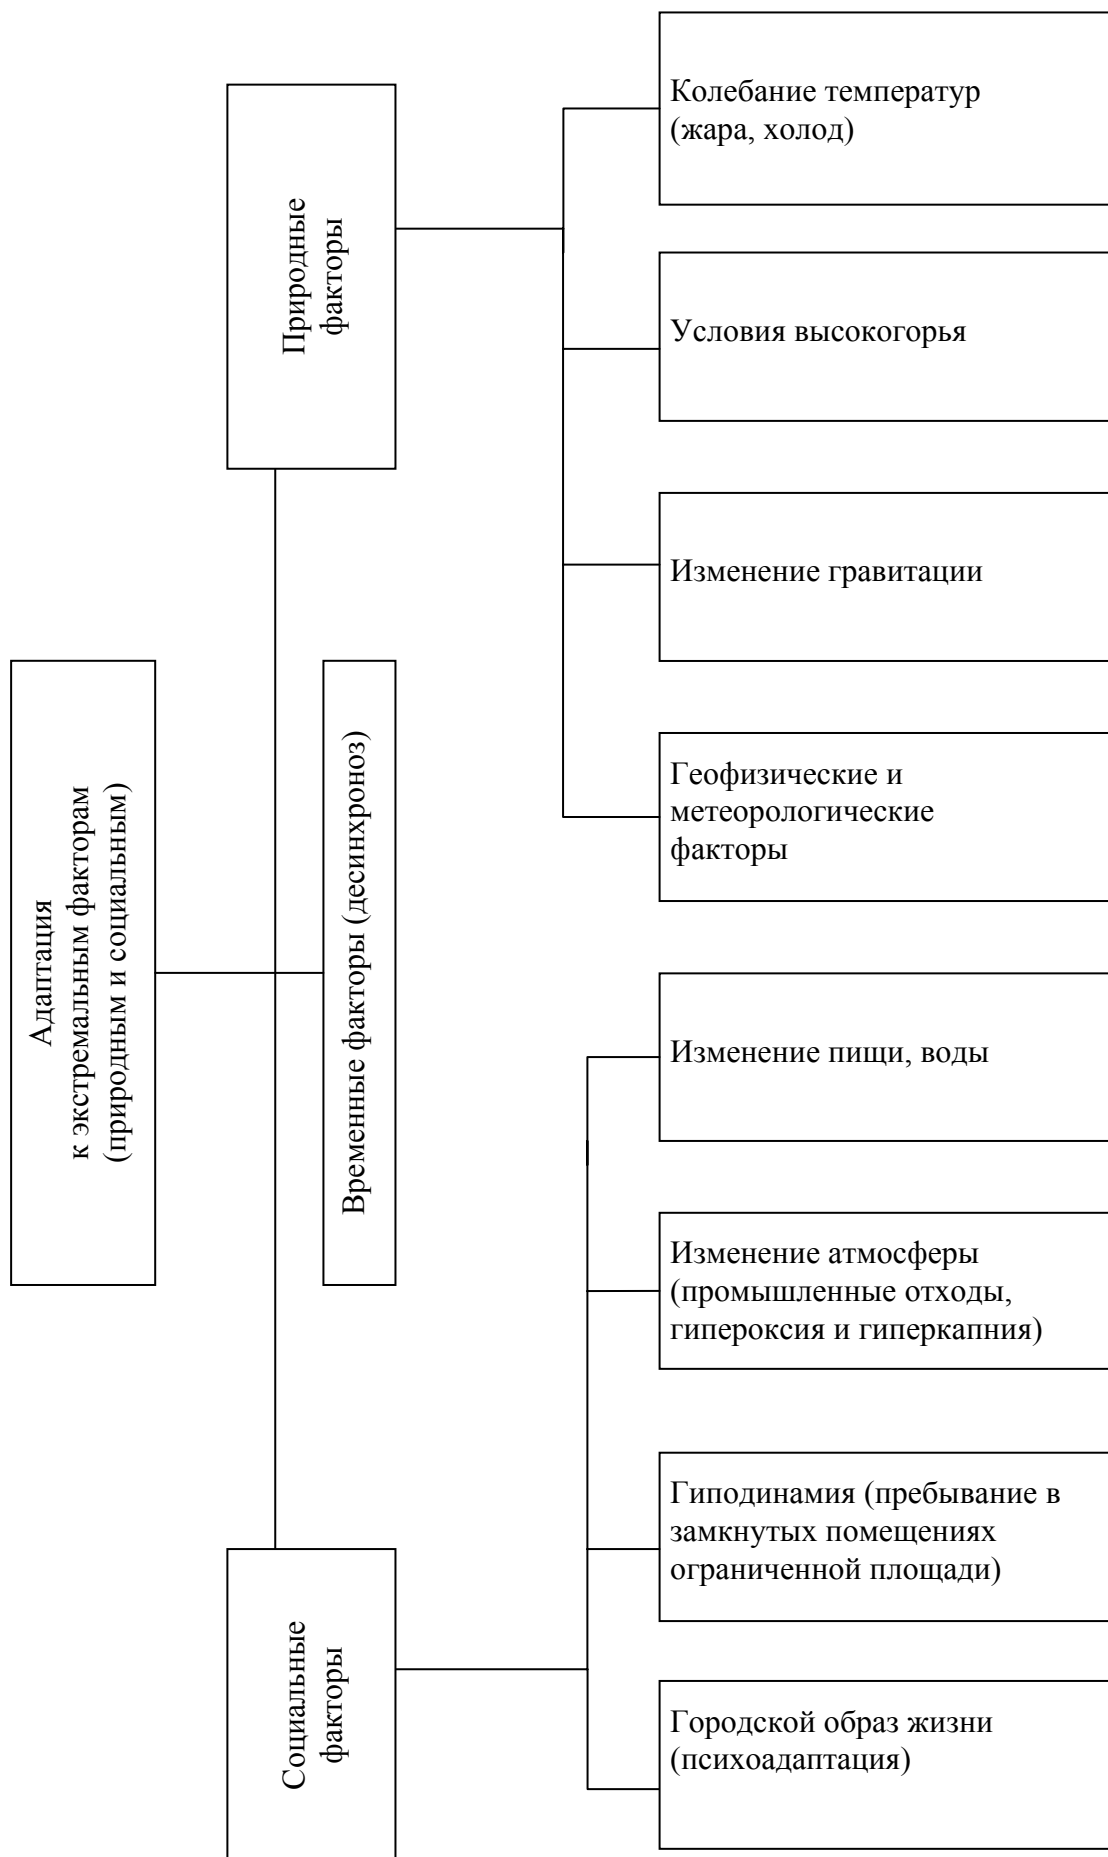 Адаптация
к экстремальным факторам
(природным и социальным)
Природные
факторы
Колебание температур
(жара, холод)
Условия высокогорья
Изменение гравитации
Геофизические и
метеорологические
факторы
Временные факторы (десинхроноз)
Социальные
факторы
Изменение пищи, воды
Изменение атмосферы
(промышленные отходы,
гипероксия и гиперкапния)
Гиподинамия (пребывание в
замкнутых помещениях
ограниченной площади)
Городской образ жизни
(психоадаптация)